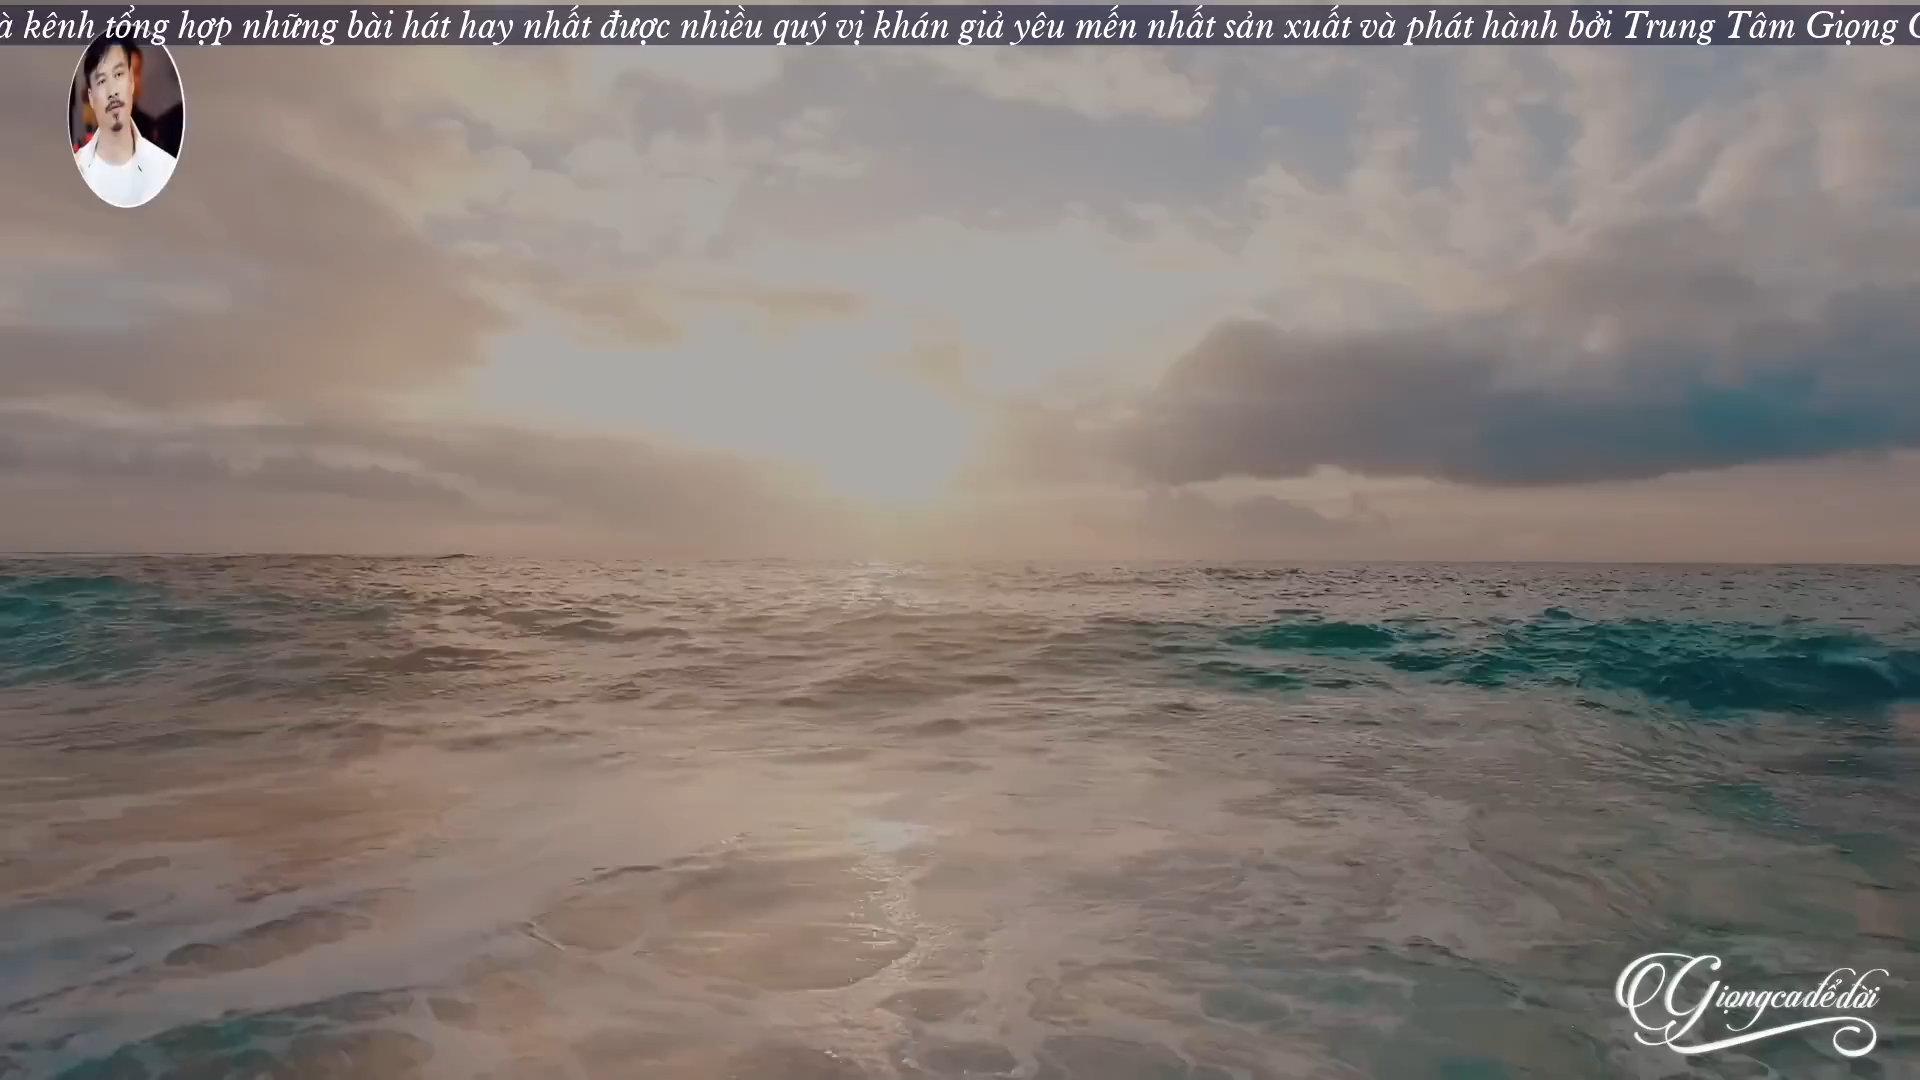 à kênh tổng hợp những bài hát hay nhất được nhiều quý vị khán giả yêu mến nhất sản xuất và phát hành bởi Trung Tâm Giọng C
Giọngcadểđời